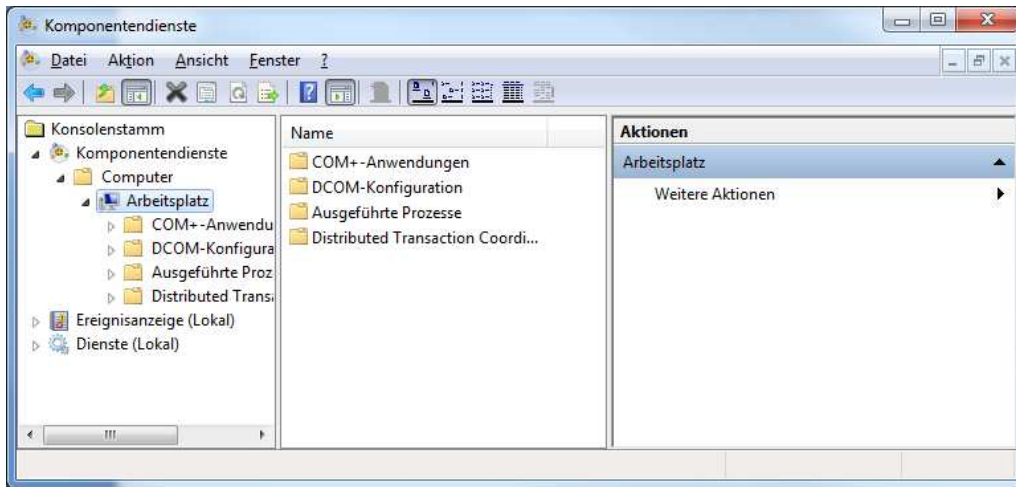 Komponentendienste
Datei Aktion Ansicht Fenster ?
Konsolenstamm
Komponentendienste
Computer
Arbeitsplatz
COM+-Anwendu
DCOM-Konfigura
Ausgeführte Proz
Distributed Transa
Ereignisanzeige (Lokal)
Dienste (Lokal)
Name
COM+-Anwendungen
DCOM-Konfiguration
Ausgeführte Prozesse
Distributed Transaction Coordi...
Aktionen
Arbeitsplatz
Weitere Aktionen